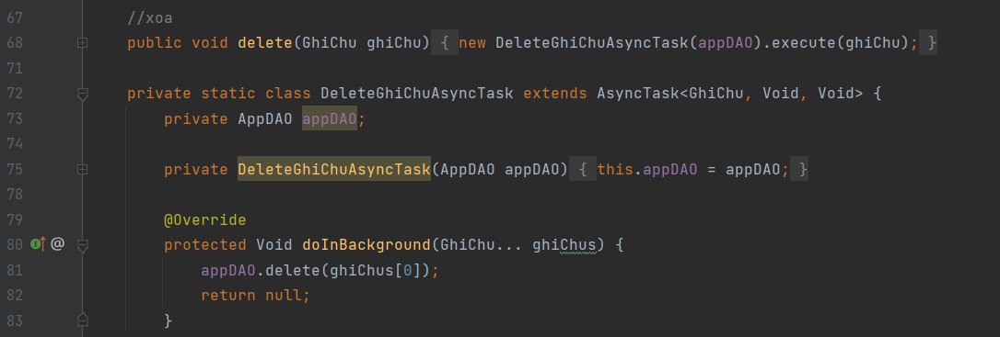 67 //xoa
68 public void delete(GhiChu ghiChu) { new DeleteGhiChuAsyncTask(appDAO).execute(ghiChu); }
71
72 private static class DeleteGhiChuAsyncTask extends AsyncTask<GhiChu, Void, Void> {
73 private AppDAO appDAO;
74
75 private DeleteGhiChuAsyncTask(AppDAO appDAO) { this.appDAO = appDAO; }
78
79 @Override
80 @ protected Void doInBackground(GhiChu... ghiChus) {
81 appDAO.delete(ghiChus[0]);
82 return null;
83 }